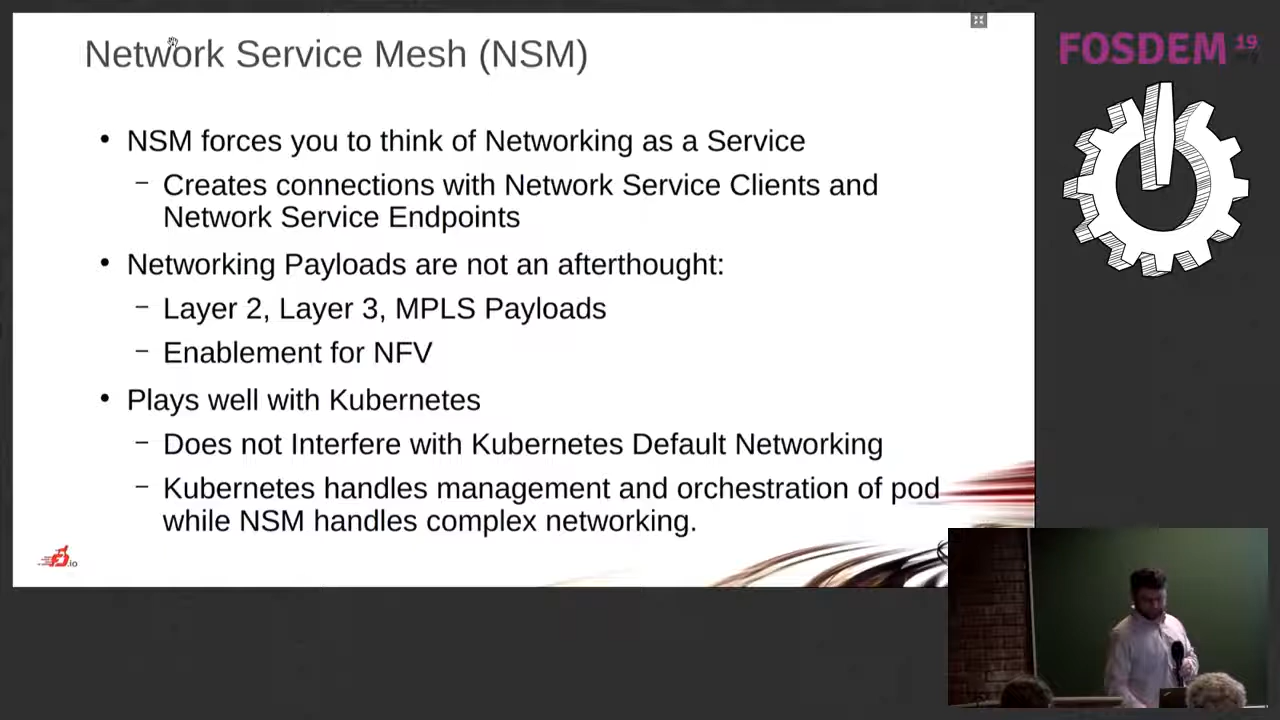 Network Service Mesh (NSM)
• NSM forces you to think of Networking as a Service
– Creates connections with Network Service Clients and
Network Service Endpoints
• Networking Payloads are not an afterthought:
– Layer 2, Layer 3, MPLS Payloads
– Enablement for NFV
• Plays well with Kubernetes
– Does not Interfere with Kubernetes Default Networking
– Kubernetes handles management and orchestration of pod
while NSM handles complex networking.
.io
FOSDEM 19